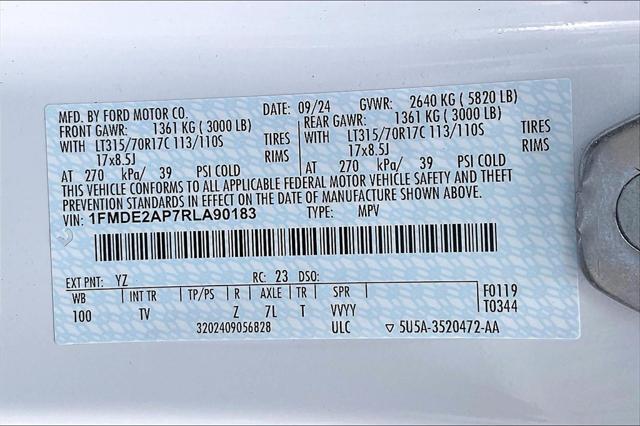 MFD. BY FORD MOTOR CO. DATE: 09/24 GVWR: 2640 KG ( 5820 LB)
FRONT GAWR: 1361 KG ( 3000 LB) REAR GAWR: 1361 KG ( 3000 LB)
WITH LT315/70R17C 113/110S TIRES WITH LT315/70R17C 113/110S TIRES
17x8.5J RIMS 17x8.5J RIMS
AT 270 kPa/ 39 PSI COLD AT 270 kPa/ 39 PSI COLD
THIS VEHICLE CONFORMS TO ALL APPLICABLE FEDERAL MOTOR VEHICLE SAFETY AND THEFT
PREVENTION STANDARDS IN EFFECT ON THE DATE OF MANUFACTURE SHOWN ABOVE.
VIN: 1FMDE2AP7RLA90183 TYPE: MPV
EXT PNT: YZ RC: 23 DSO:
WB INT TR TP/PS R AXLE TR SPR F0119
100 TV Z 7L T VVYY T0344
3202409056828 ULC 5U5A-3520472-AA